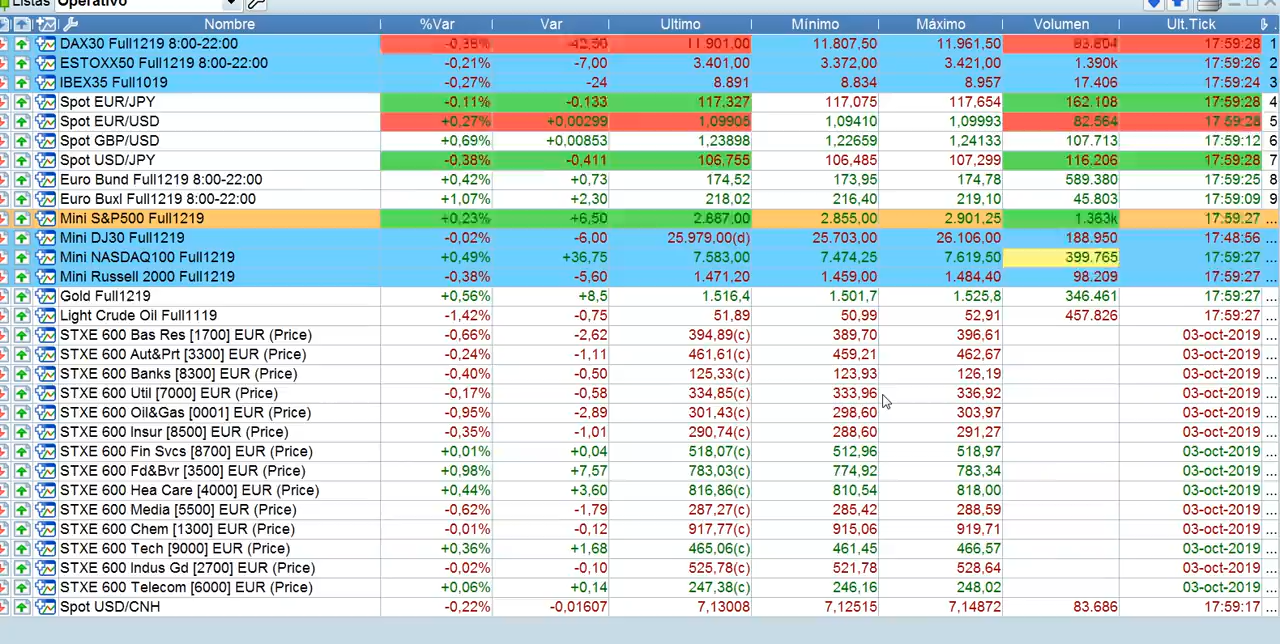 Listas Operativo
Nombre %Var Var Ultimo Mínimo Máximo Volumen Ult.Tick
DAX30 Full1219 8:00-22:00 -0,38% -42,50 11.901,00 11.807,50 11.961,50 83.804 17:59:28 1
ESTOXX50 Full1219 8:00-22:00 -0,21% -7,00 3.401,00 3.372,00 3.421,00 1.390k 17:59:26 2
IBEX35 Full1019 -0,27% -24 8.891 8.834 8.957 17.406 17:59:24 3
Spot EUR/JPY -0,11% -0,133 117,327 117,075 117,654 162.108 17:59:28 4
Spot EUR/USD +0,27% +0,00299 1,09905 1,09410 1,09993 82.564 17:59:28 5
Spot GBP/USD +0,69% +0,00853 1,23898 1,22659 1,24133 107.713 17:59:12 6
Spot USD/JPY -0,38% -0,411 106,755 106,485 107,299 116.206 17:59:28 7
Euro Bund Full1219 8:00-22:00 +0,42% +0,73 174,52 173,95 174,78 589.380 17:59:25 8
Euro Buxl Full1219 8:00-22:00 +1,07% +2,30 218,02 216,40 219,10 45.803 17:59:09 9
Mini S&P500 Full1219 +0,23% +6,50 2.887,00 2.855,00 2.901,25 1.363k 17:59:27 ...
Mini DJ30 Full1219 -0,02% -6,00 25.979,00(d) 25.703,00 26.106,00 188.950 17:48:56 ...
Mini NASDAQ100 Full1219 +0,49% +36,75 7.583,00 7.474,25 7.619,50 399.765 17:59:27 ...
Mini Russell 2000 Full1219 -0,38% -5,60 1.471,20 1.459,00 1.484,40 98.209 17:59:27 ...
Gold Full1219 +0,56% +8,5 1.516,4 1.501,7 1.525,8 346.461 17:59:27 ...
Light Crude Oil Full1119 -1,42% -0,75 51,89 50,99 52,91 457.826 17:59:27 ...
STXE 600 Bas Res [1700] EUR (Price) -0,66% -2,62 394,89(c) 389,70 396,61 03-oct-2019 ...
STXE 600 Aut&Prt [3300] EUR (Price) -0,24% -1,11 461,61(c) 459,21 462,67 03-oct-2019 ...
STXE 600 Banks [8300] EUR (Price) -0,40% -0,50 125,33(c) 123,93 126,19 03-oct-2019 ...
STXE 600 Util [7000] EUR (Price) -0,17% -0,58 334,85(c) 333,96 336,92 03-oct-2019 ...
STXE 600 Oil&Gas [0001] EUR (Price) -0,95% -2,89 301,43(c) 298,60 303,97 03-oct-2019 ...
STXE 600 Insur [8500] EUR (Price) -0,35% -1,01 290,74(c) 288,60 291,27 03-oct-2019 ...
STXE 600 Fin Svcs [8700] EUR (Price) +0,01% +0,04 518,07(c) 512,96 518,97 03-oct-2019 ...
STXE 600 Fd&Bvr [3500] EUR (Price) +0,98% +7,57 783,03(c) 774,92 783,34 03-oct-2019 ...
STXE 600 Hea Care [4000] EUR (Price) +0,44% +3,60 816,86(c) 810,54 818,00 03-oct-2019 ...
STXE 600 Media [5500] EUR (Price) -0,62% -1,79 287,27(c) 285,42 288,59 03-oct-2019 ...
STXE 600 Chem [1300] EUR (Price) -0,01% -0,12 917,77(c) 915,06 919,71 03-oct-2019 ...
STXE 600 Tech [9000] EUR (Price) +0,36% +1,68 465,06(c) 461,45 466,57 03-oct-2019 ...
STXE 600 Indus Gd [2700] EUR (Price) -0,02% -0,10 525,78(c) 521,78 528,64 03-oct-2019 ...
STXE 600 Telecom [6000] EUR (Price) +0,06% +0,14 247,38(c) 246,16 248,02 03-oct-2019 ...
Spot USD/CNH -0,22% -0,01607 7,13008 7,12515 7,14872 83.686 17:59:17 ...